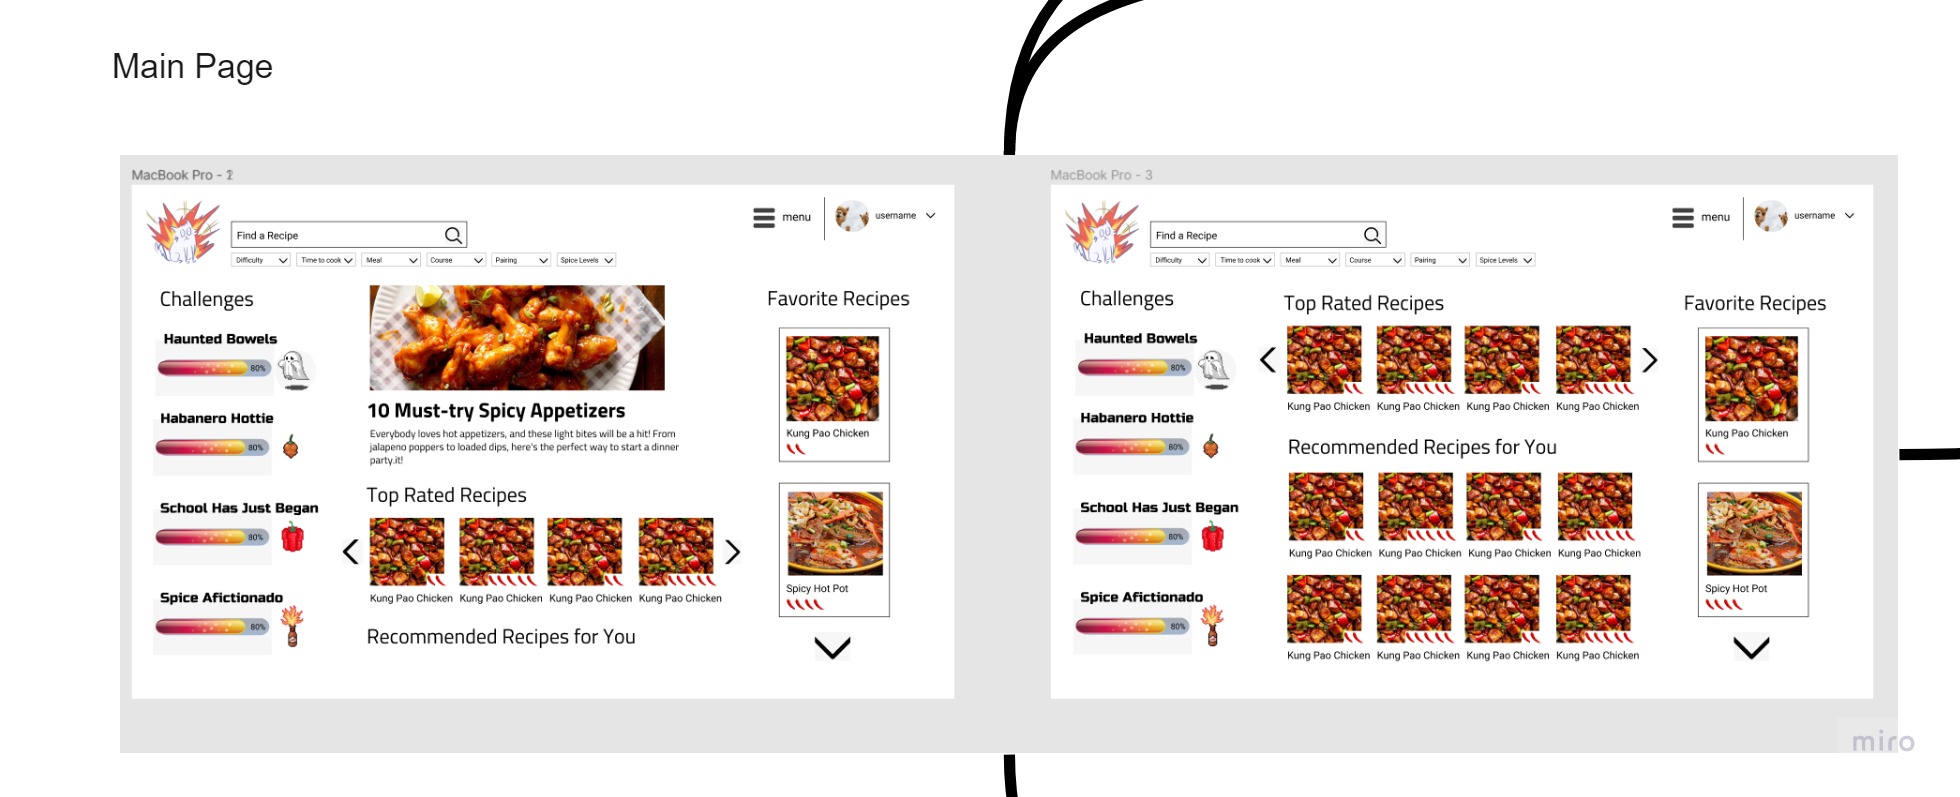 Main Page
MacBook Pro - 2
Find a Recipe
menu
username
Difficulty
Time to cook
Meal
Course
Pairing
Spice Levels
Challenges
Haunted Bowels
80%
Habanero Hottie
80%
School Has Just Began
80%
Spice Afictionado
80%
10 Must-try Spicy Appetizers
Everybody loves hot appetizers, and these light bites will be a hit! From
jalapeno poppers to loaded dips, here's the perfect way to start a dinner
party.it!
Top Rated Recipes
Kung Pao Chicken
Kung Pao Chicken
Kung Pao Chicken
Kung Pao Chicken
Recommended Recipes for You
Favorite Recipes
Kung Pao Chicken
Spicy Hot Pot
MacBook Pro - 3
Find a Recipe
menu
username
Difficulty
Time to cook
Meal
Course
Pairing
Spice Levels
Challenges
Haunted Bowels
80%
Habanero Hottie
80%
School Has Just Began
80%
Spice Afictionado
80%
Top Rated Recipes
Kung Pao Chicken
Kung Pao Chicken
Kung Pao Chicken
Kung Pao Chicken
Recommended Recipes for You
Kung Pao Chicken
Kung Pao Chicken
Kung Pao Chicken
Kung Pao Chicken
Kung Pao Chicken
Kung Pao Chicken
Kung Pao Chicken
Kung Pao Chicken
Favorite Recipes
Kung Pao Chicken
Spicy Hot Pot
miro